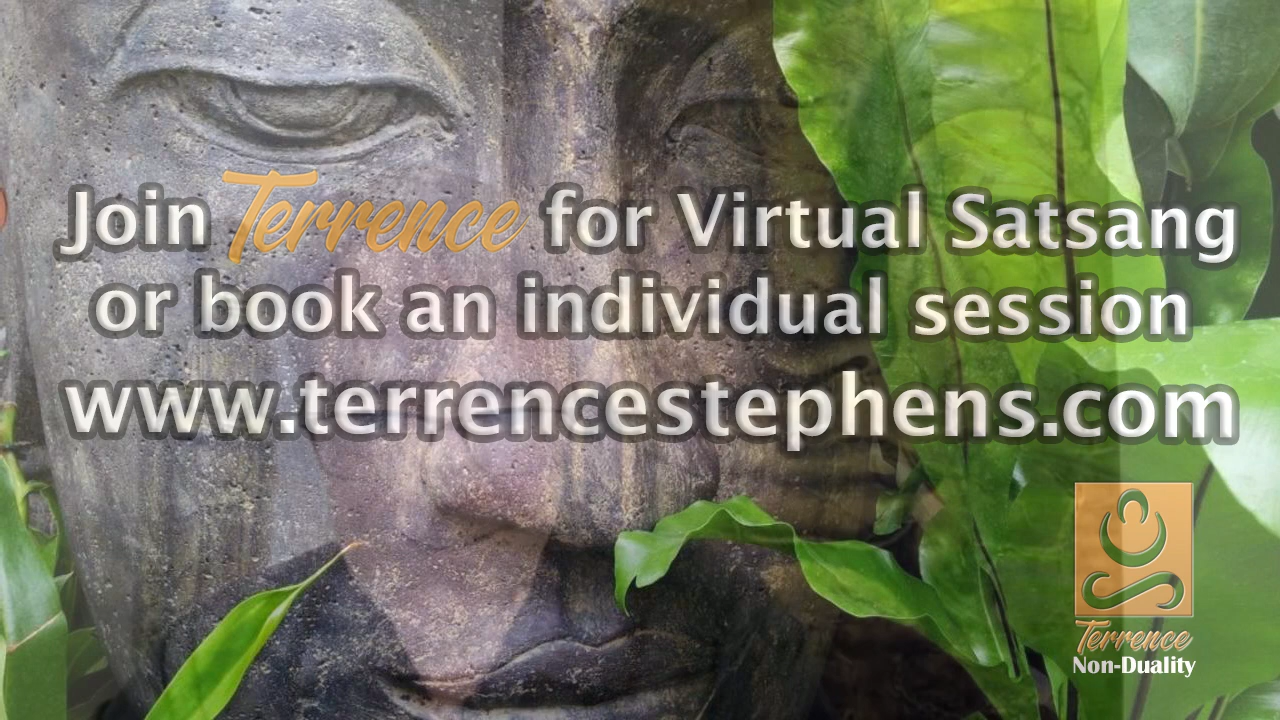 Join Terrence for Virtual Satsang
or book an individual session
www.terrencestephens.com
Terrence
Non-Duality